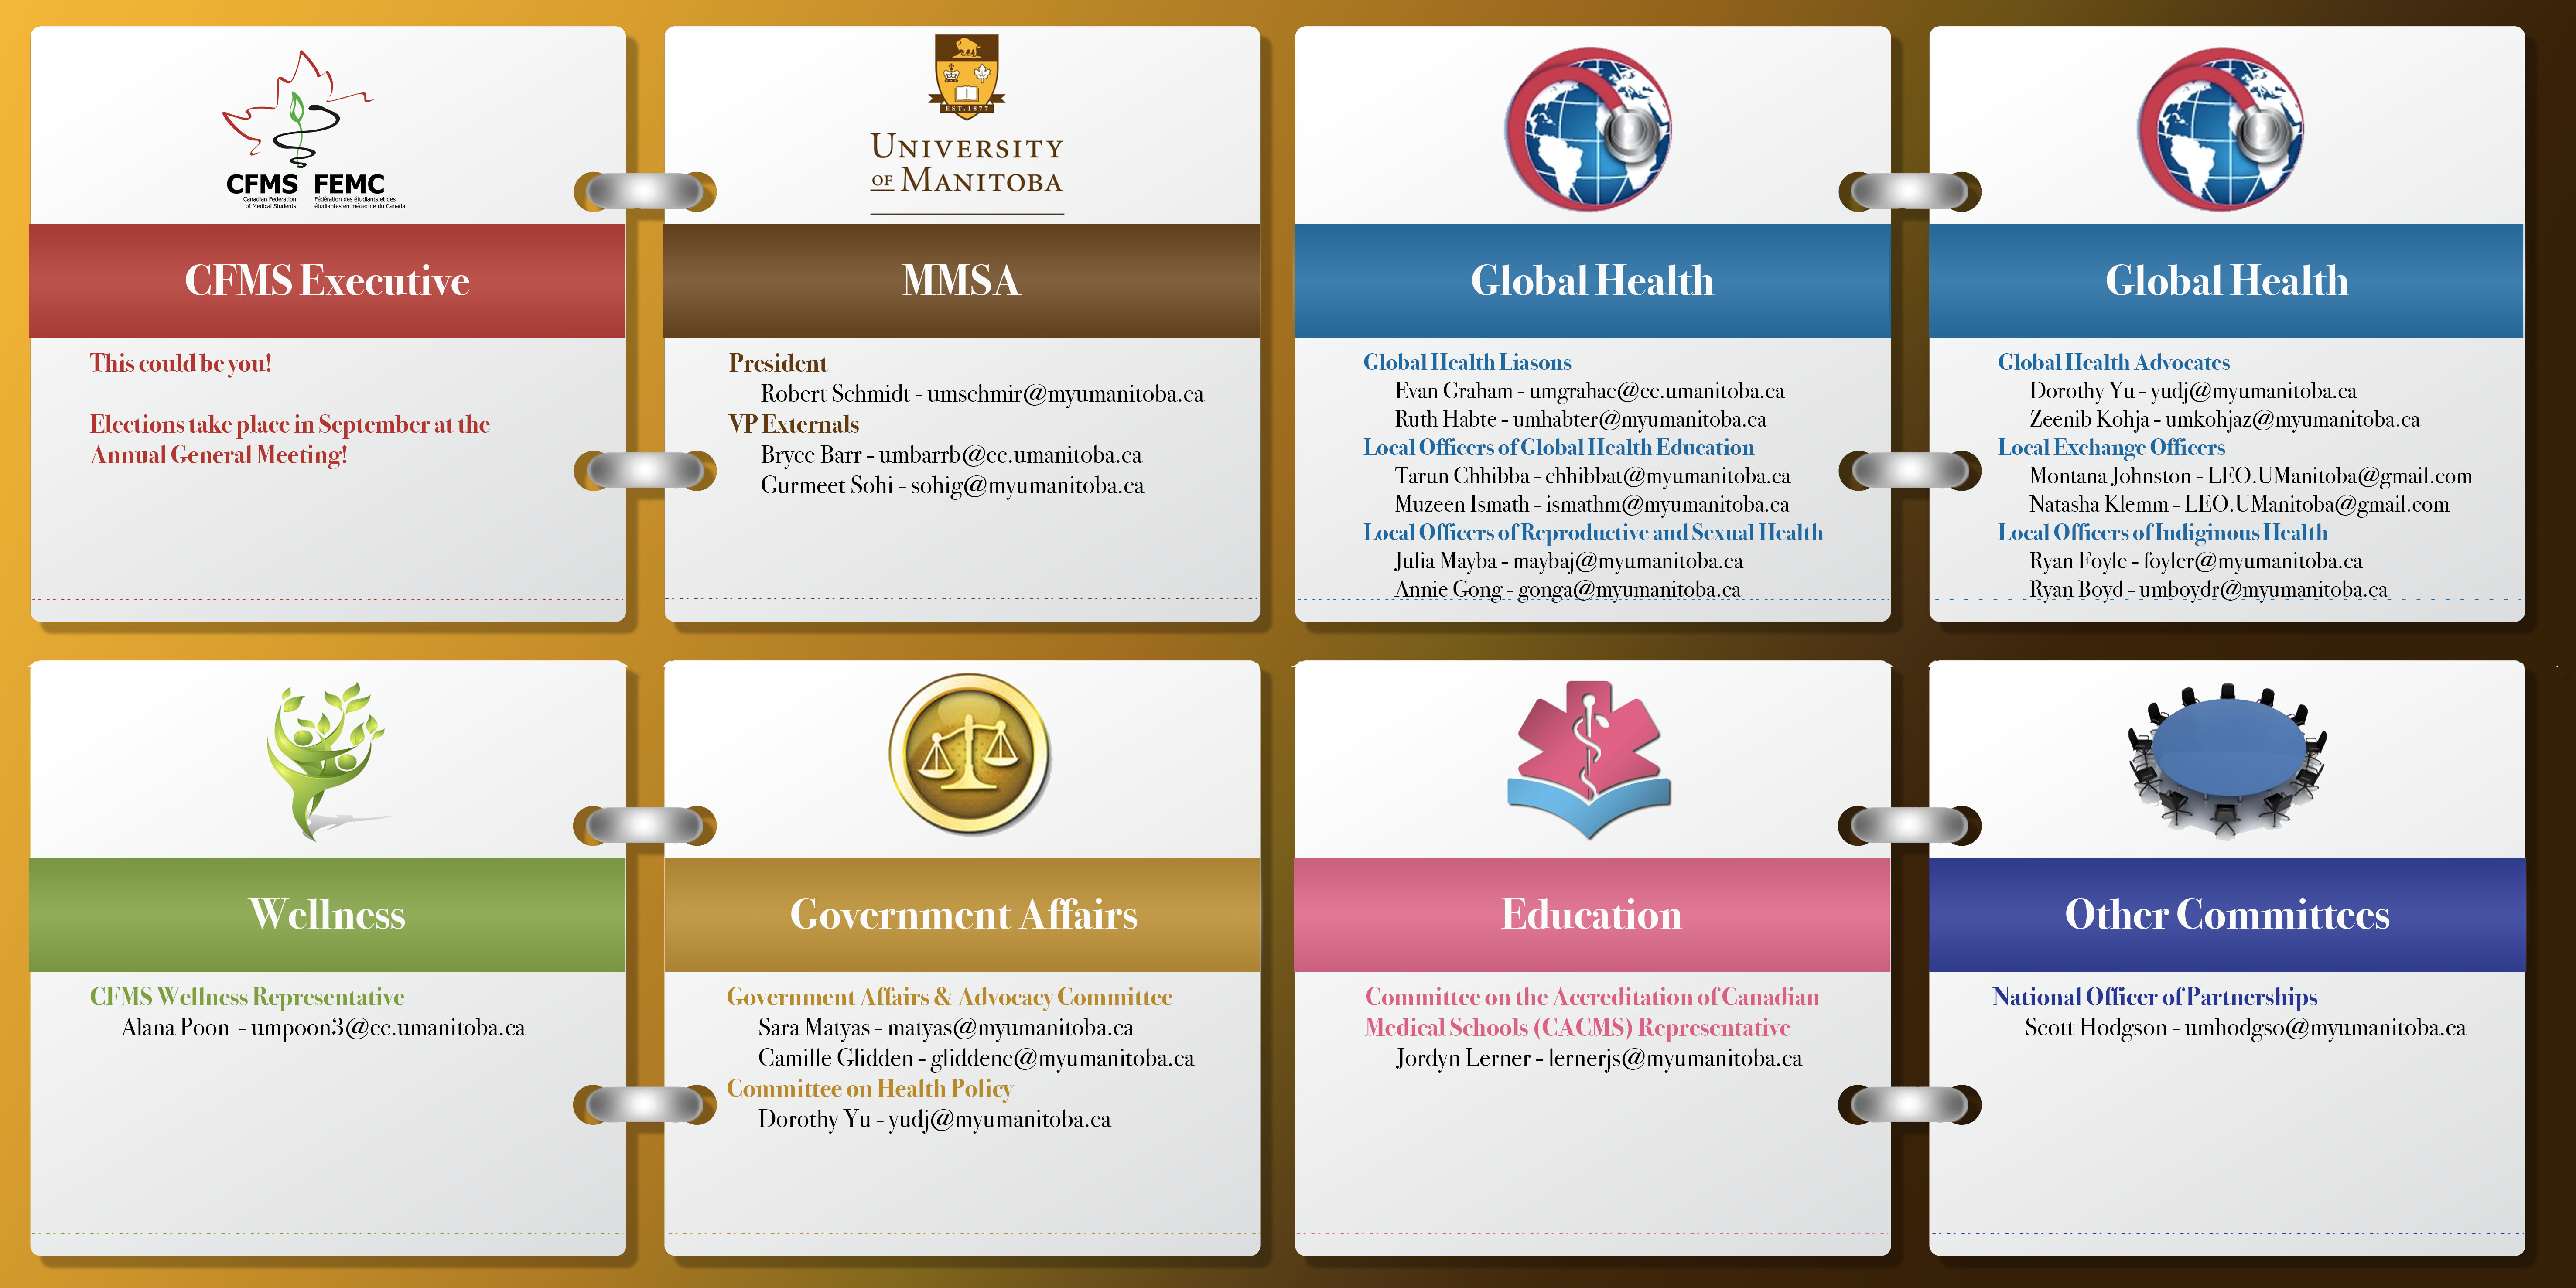 CFMS FEMC
Canadian Federation
of Medical Students
Fédération des étudiants et des
étudiantes en médecine du Canada
CFMS Executive
This could be you!
Elections take place in September at the
Annual General Meeting!
EST. 1877
UNIVERSITY
OF MANITOBA
MMSA
President
Robert Schmidt - umschmir@myumanitoba.ca
VP Externals
Bryce Barr - umbarrb@cc.umanitoba.ca
Gurmeet Sohi - sohig@myumanitoba.ca
Global Health
Global Health Liasons
Evan Graham - umgrahae@cc.umanitoba.ca
Ruth Habte - umhabter@myumanitoba.ca
Local Officers of Global Health Education
Tarun Chhibba - chhibbat@myumanitoba.ca
Muzeen Ismath - ismathm@myumanitoba.ca
Local Officers of Reproductive and Sexual Health
Julia Mayba - maybaj@myumanitoba.ca
Annie Gong - gonga@myumanitoba.ca
Global Health
Global Health Advocates
Dorothy Yu - yudj@myumanitoba.ca
Zeenib Kohja - umkohjaz@myumanitoba.ca
Local Exchange Officers
Montana Johnston - LEO.UManitoba@gmail.com
Natasha Klemm - LEO.UManitoba@gmail.com
Local Officers of Indiginous Health
Ryan Foyle - foyler@myumanitoba.ca
Ryan Boyd - umboydr@myumanitoba.ca
Wellness
CFMS Wellness Representative
Alana Poon - umpoon3@cc.umanitoba.ca
Government Affairs
Government Affairs & Advocacy Committee
Sara Matyas - matyas@myumanitoba.ca
Camille Glidden - gliddenc@myumanitoba.ca
Committee on Health Policy
Dorothy Yu - yudj@myumanitoba.ca
Education
Committee on the Accreditation of Canadian
Medical Schools (CACMS) Representative
Jordyn Lerner - lernerjs@myumanitoba.ca
Other Committees
National Officer of Partnerships
Scott Hodgson - umhodgso@myumanitoba.ca